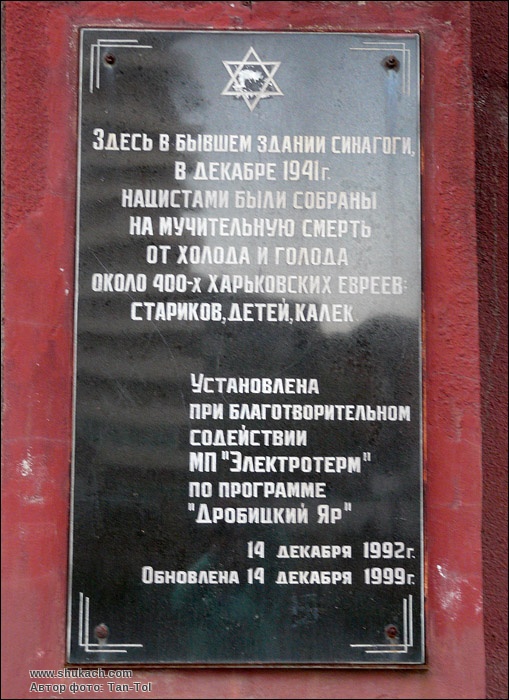 Здесь в бывшем здании синагоги,
в декабре 1941г.
нацистами были собраны
на мучительную смерть
от холода и голода
около 400-х харьковских евреев-
стариков, детей, калек
Установлена
при благотворительном
содействии
МП "Электротерм"
по программе
"Дробицкий Яр"
14 декабря 1992г.
Обновлена 14 декабря 1999г.
www.shukach.com
Автор фото: Tan-Tol